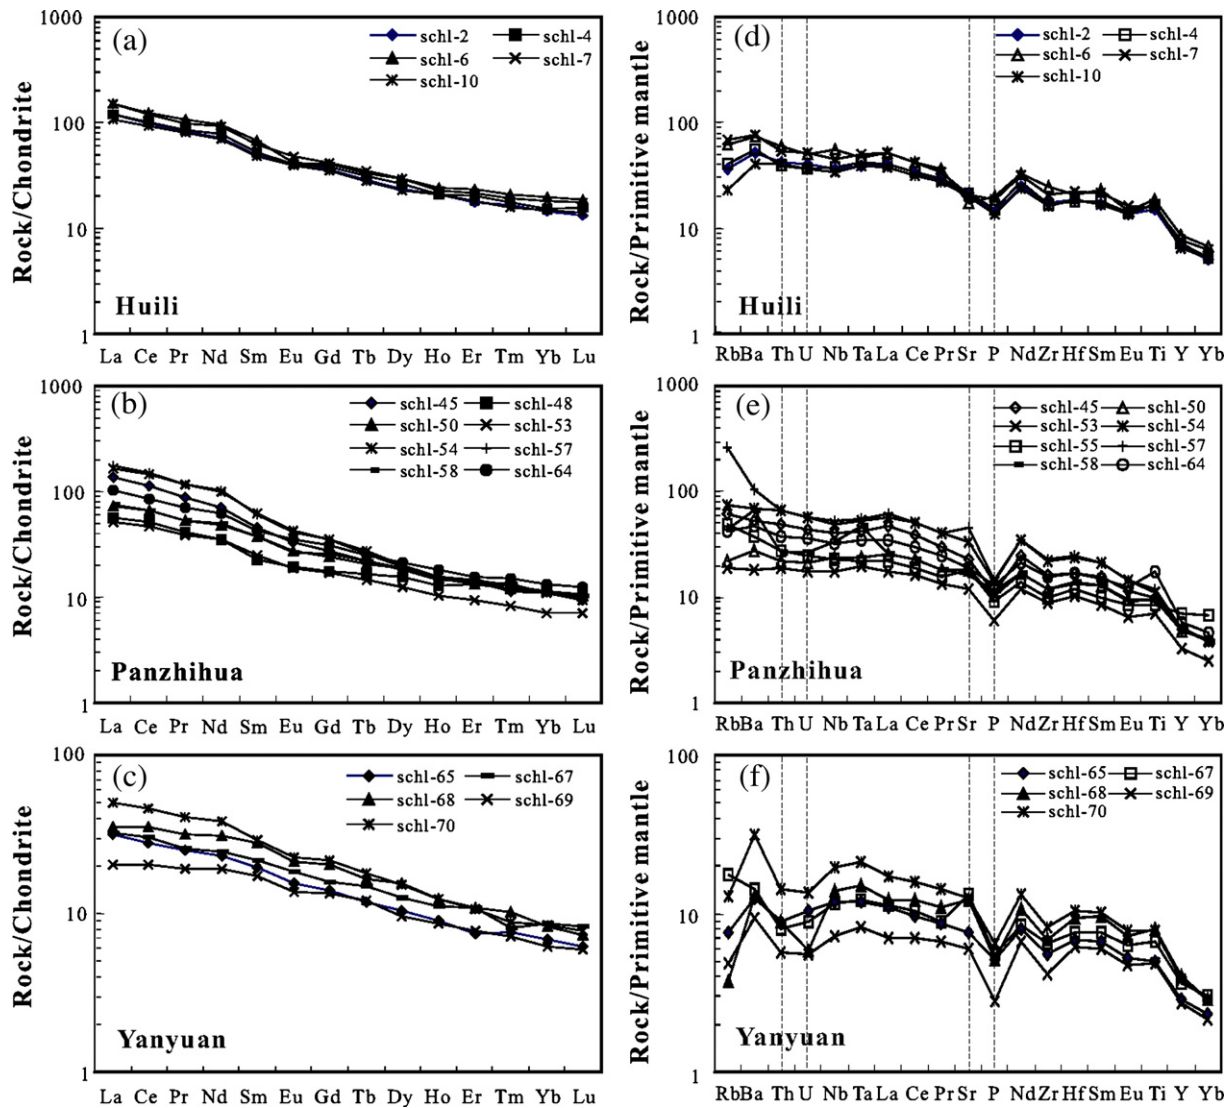 (a)
schl-2 schl-4
schl-6 schl-7
schl-10
1000
100
10
1
Rock/Chondrite
Huili
La Ce Pr Nd Sm Eu Gd Tb Dy Ho Er Tm Yb Lu
(d)
schl-2 schl-4
schl-6 schl-7
schl-10
1000
100
10
1
Rock/Primitive mantle
Huili
Rb Ba Th U Nb Ta La Ce Pr Sr P Nd Zr Hf Sm Eu Ti Y Yb
(b)
schl-45 schl-48
schl-50 schl-53
schl-54 schl-57
schl-58 schl-64
1000
100
10
1
Rock/Chondrite
Panzhihua
La Ce Pr Nd Sm Eu Gd Tb Dy Ho Er Tm Yb Lu
(e)
schl-45 schl-50
schl-53 schl-54
schl-55 schl-57
schl-58 schl-64
1000
100
10
1
Rock/Primitive mantle
Panzhihua
Rb Ba Th U Nb Ta La Ce Pr Sr P Nd Zr Hf Sm Eu Ti Y Yb
(c)
schl-65 schl-67
schl-68 schl-69
schl-70
100
10
1
Rock/Chondrite
Yanyuan
La Ce Pr Nd Sm Eu Gd Tb Dy Ho Er Tm Yb Lu
(f)
schl-65 schl-67
schl-68 schl-69
schl-70
100
10
1
Rock/Primitive mantle
Yanyuan
Rb Ba Th U Nb Ta La Ce Pr Sr P Nd Zr Hf Sm Eu Ti Y Yb